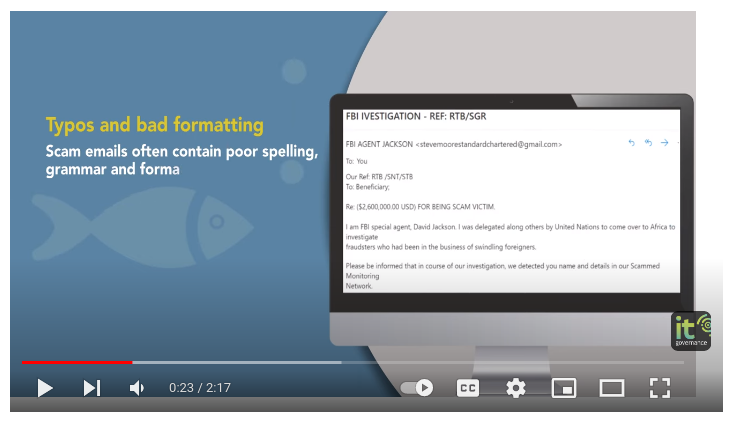 Typos and bad formatting
Scam emails often contain poor spelling,
grammar and forma
FBI IVESTIGATION - REF: RTB/SGR
FBI AGENT JACKSON <stevemoorestandardchartered@gmail.com>
To: You
Our Ref: RTB /SNT/STB
To: Beneficiary;
Re: ($2,600,000.00 USD) FOR BEING SCAM VICTIM.
I am FBI special agent, David Jackson. I was delegated along others by United Nations to come over to Africa to
investigate
fraudsters who had been in the business of swindling foreigners.
Please be informed that in course of our investigation, we detected you name and details in our Scammed
Monitoring
Network.
it
governance
0:23 / 2:17
CC